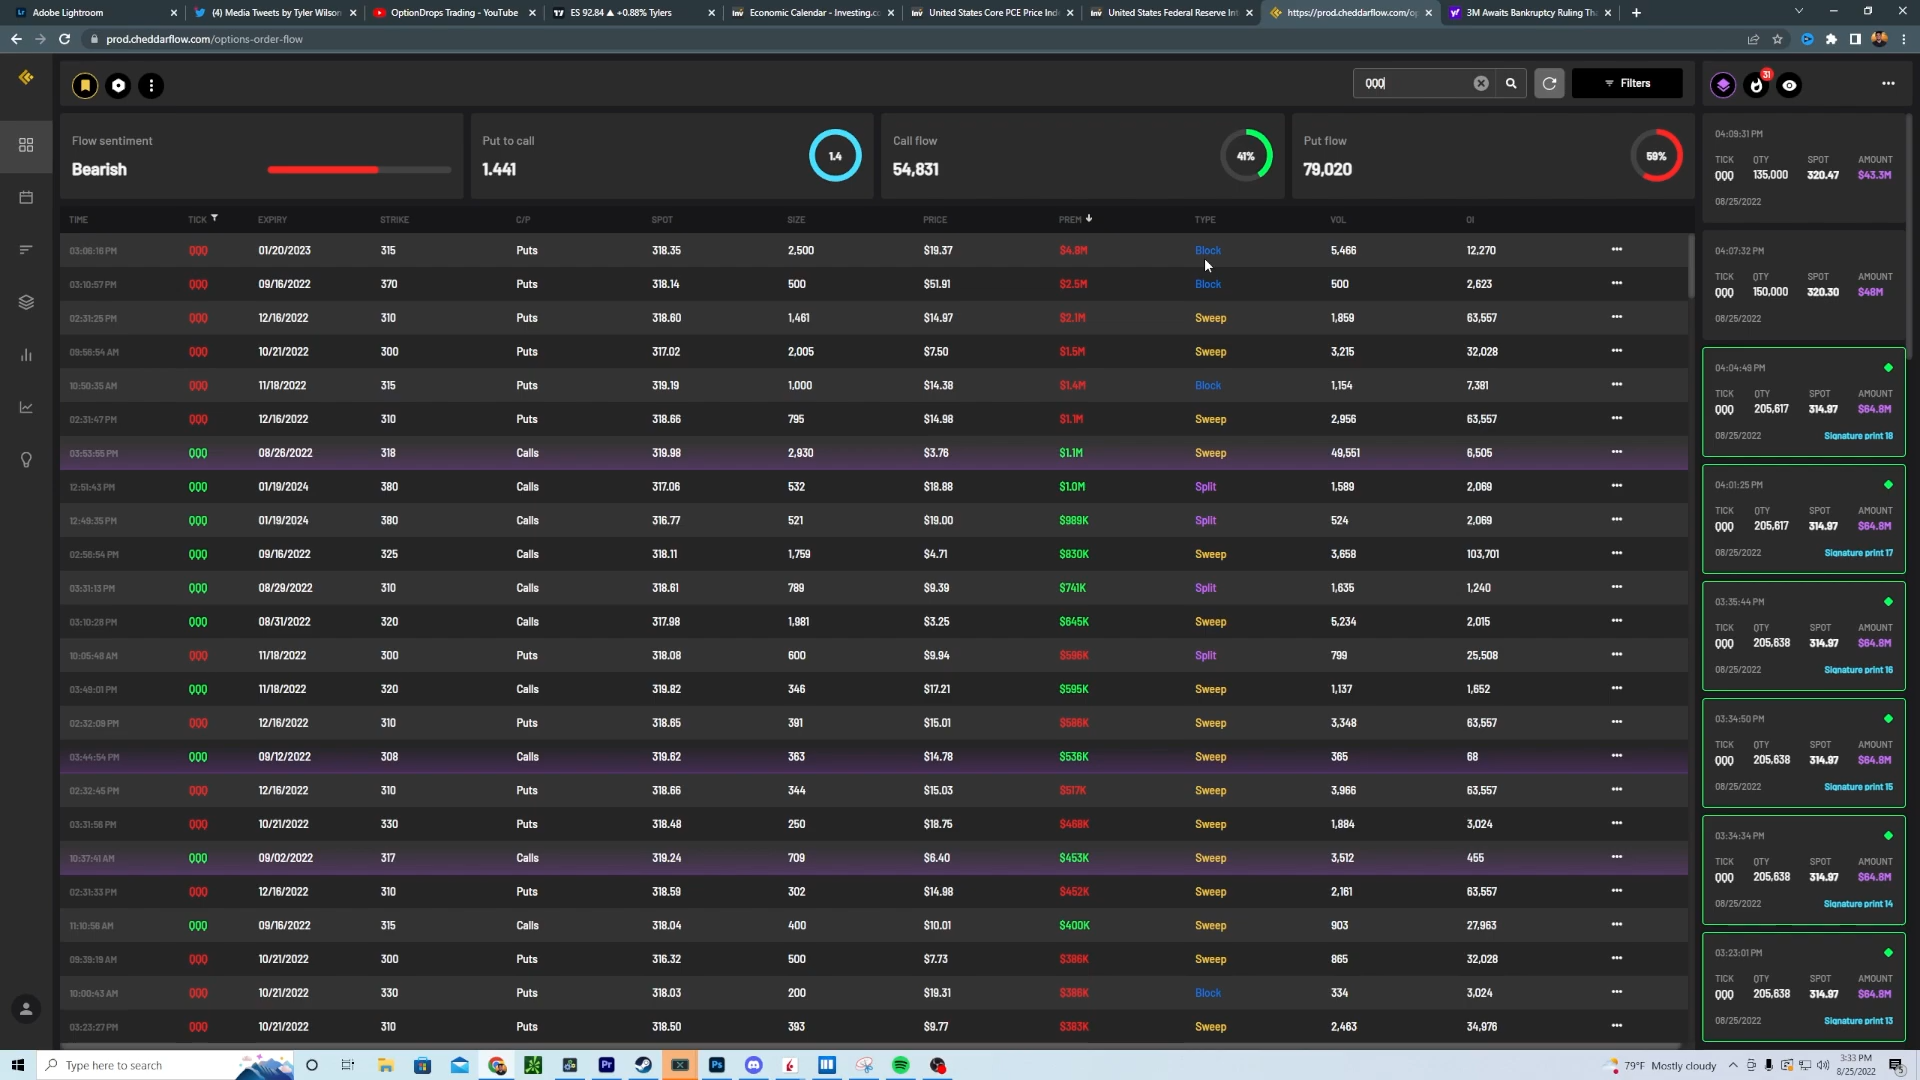 Adobe Lightroom
(4) Media Tweets by Tyler Wilson
OptionDrops Trading - YouTube
ES 92.84 ▲ +0.88% Tylers
Economic Calendar - Investing.co
United States Core PCE Price Ind
United States Federal Reserve Int
https://prod.cheddarflow.com/op
3M Awaits Bankruptcy Ruling Tha
prod.cheddarflow.com/options-order-flow
QQQ
Filters
31
Flow sentiment
Bearish
Put to call
1.441
1.4
Call flow
54,831
41%
Put flow
79,020
59%
TIME TICK EXPIRY STRIKE C/P SPOT SIZE PRICE PREM TYPE VOL OI
03:06:16 PM QQQ 01/20/2023 315 Puts 318.35 2,500 $19.37 $4.8M Block 5,466 12,270
03:10:57 PM QQQ 09/16/2022 370 Puts 318.14 500 $51.91 $2.5M Block 500 2,623
02:31:25 PM QQQ 12/16/2022 310 Puts 318.60 1,461 $14.97 $2.1M Sweep 1,859 63,557
09:56:54 AM QQQ 10/21/2022 300 Puts 317.02 2,005 $7.50 $1.5M Sweep 3,215 32,028
10:50:35 AM QQQ 11/18/2022 315 Puts 319.19 1,000 $14.38 $1.4M Block 1,154 7,381
02:31:47 PM QQQ 12/16/2022 310 Puts 318.66 795 $14.98 $1.1M Sweep 2,956 63,557
03:53:55 PM QQQ 08/26/2022 318 Calls 319.98 2,930 $3.76 $1.1M Sweep 49,551 6,505
12:51:43 PM QQQ 01/19/2024 380 Calls 317.06 532 $18.88 $1.0M Split 1,589 2,069
12:49:35 PM QQQ 01/19/2024 380 Calls 316.77 521 $19.00 $989K Split 524 2,069
02:58:54 PM QQQ 09/16/2022 325 Calls 318.11 1,759 $4.71 $830K Sweep 3,658 103,701
03:31:13 PM QQQ 08/29/2022 310 Calls 318.61 789 $9.39 $741K Split 1,635 1,240
03:10:28 PM QQQ 08/31/2022 320 Calls 317.98 1,981 $3.25 $645K Sweep 5,234 2,015
10:05:46 AM QQQ 11/18/2022 300 Puts 318.08 600 $9.94 $596K Split 799 25,508
03:49:01 PM QQQ 11/18/2022 320 Calls 319.82 346 $17.21 $595K Sweep 1,137 1,652
02:32:09 PM QQQ 12/16/2022 310 Puts 318.65 391 $15.01 $586K Sweep 3,348 63,557
03:44:54 PM QQQ 09/12/2022 308 Calls 319.62 363 $14.78 $536K Sweep 365 68
02:32:45 PM QQQ 12/16/2022 310 Puts 318.66 344 $15.03 $517K Sweep 3,966 63,557
03:31:56 PM QQQ 10/21/2022 330 Puts 318.48 250 $18.75 $468K Sweep 1,884 3,024
10:37:41 AM QQQ 09/02/2022 317 Calls 319.24 709 $6.40 $453K Sweep 3,512 455
02:31:33 PM QQQ 12/16/2022 310 Puts 318.59 302 $14.98 $452K Sweep 2,161 63,557
11:10:56 AM QQQ 09/16/2022 315 Calls 318.04 400 $10.01 $400K Sweep 903 27,963
09:39:19 AM QQQ 10/21/2022 300 Puts 316.32 500 $7.73 $386K Sweep 865 32,028
10:00:43 AM QQQ 10/21/2022 330 Puts 318.03 200 $19.31 $386K Block 334 3,024
03:23:27 PM QQQ 10/21/2022 310 Puts 318.50 393 $9.77 $383K Sweep 2,463 34,976
04:09:31 PM
TICK QTY SPOT AMOUNT
QQQ 135,000 320.47 $43.3M
08/25/2022
04:07:32 PM
TICK QTY SPOT AMOUNT
QQQ 150,000 320.30 $48M
08/25/2022
04:04:49 PM
TICK QTY SPOT AMOUNT
QQQ 205,617 314.97 $64.8M
08/25/2022 Signature print 18
04:01:25 PM
TICK QTY SPOT AMOUNT
QQQ 205,617 314.97 $64.8M
08/25/2022 Signature print 17
03:35:44 PM
TICK QTY SPOT AMOUNT
QQQ 205,638 314.97 $64.8M
08/25/2022 Signature print 16
03:34:50 PM
TICK QTY SPOT AMOUNT
QQQ 205,638 314.97 $64.8M
08/25/2022 Signature print 15
03:34:34 PM
TICK QTY SPOT AMOUNT
QQQ 205,638 314.97 $64.8M
08/25/2022 Signature print 14
03:23:01 PM
TICK QTY SPOT AMOUNT
QQQ 205,638 314.97 $64.8M
08/25/2022 Signature print 13
Type here to search
79°F Mostly cloudy
3:33 PM
8/25/2022